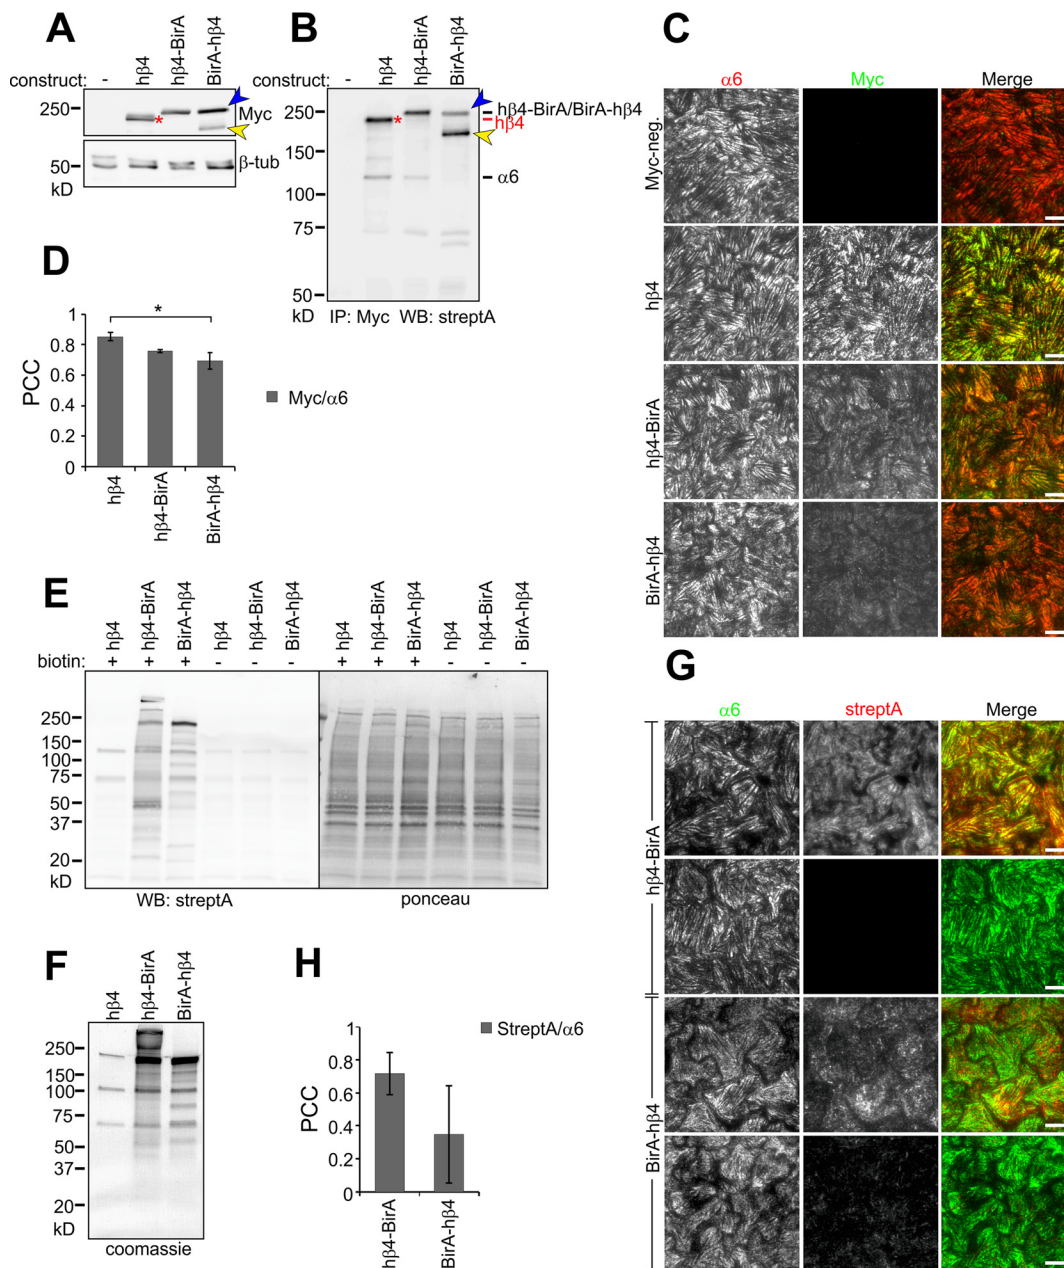 A
construct:
-
hβ4
hβ4-BirA
BirA-hβ4
250
Myc
*
50
β-tub
kD
B
construct:
-
hβ4
hβ4-BirA
BirA-hβ4
250
hβ4-BirA/BirA-hβ4
*
hβ4
150
α6
100
75
50
kD
IP: Myc WB: streptA
C
α6 Myc Merge
Myc-neg.
hβ4
hβ4-BirA
BirA-hβ4
D
*
1
0.8
0.6
0.4
0.2
0
PCC
Myc/α6
hβ4
hβ4-BirA
BirA-hβ4
E
hβ4
hβ4-BirA
BirA-hβ4
hβ4
hβ4-BirA
BirA-hβ4
hβ4
hβ4-BirA
BirA-hβ4
hβ4
hβ4-BirA
BirA-hβ4
biotin: + + + - - - + + + - - -
250
150
100
75
50
37
20
kD
WB: streptA
ponceau
F
hβ4
hβ4-BirA
BirA-hβ4
250
150
100
75
50
37
20
kD
coomassie
G
α6 streptA Merge
hβ4-BirA
BirA-hβ4
H
1
0.8
0.6
0.4
0.2
0
PCC
StreptA/α6
hβ4-BirA
BirA-hβ4